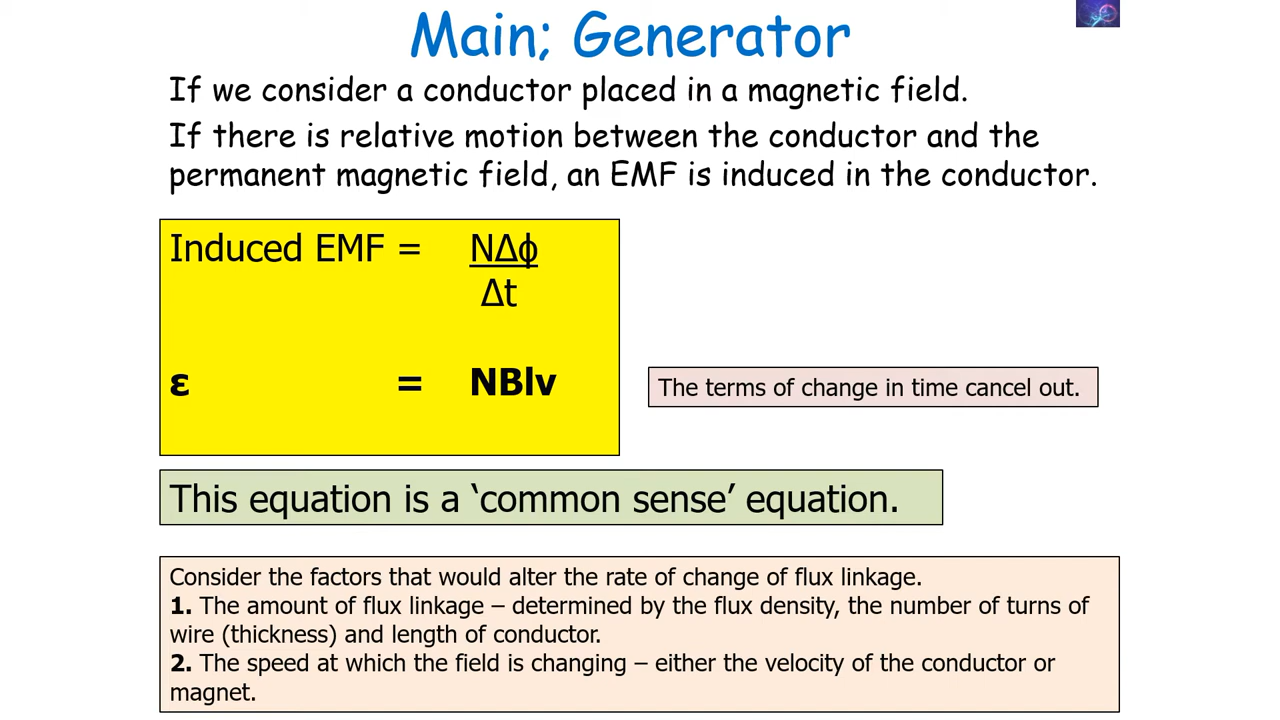 Main; Generator
If we consider a conductor placed in a magnetic field.
If there is relative motion between the conductor and the
permanent magnetic field, an EMF is induced in the conductor.
Induced EMF = NΔϕ
Δt
ε = NBlv
The terms of change in time cancel out.
This equation is a ‘common sense’ equation.
Consider the factors that would alter the rate of change of flux linkage.
1. The amount of flux linkage – determined by the flux density, the number of turns of
wire (thickness) and length of conductor.
2. The speed at which the field is changing – either the velocity of the conductor or
magnet.